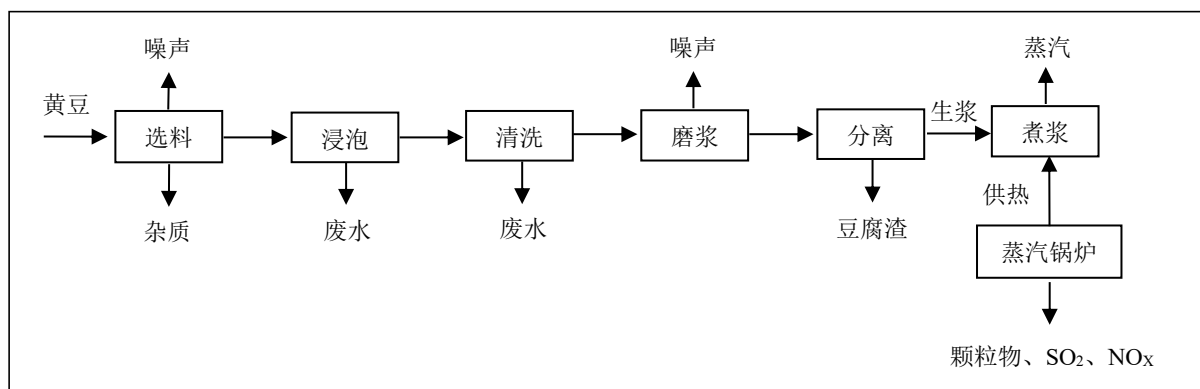 噪声
噪声
蒸汽
黄豆
选料
浸泡
清洗
磨浆
分离
生浆
煮浆
杂质
废水
废水
豆腐渣
供热
蒸汽锅炉
颗粒物、SO₂、NOₓ